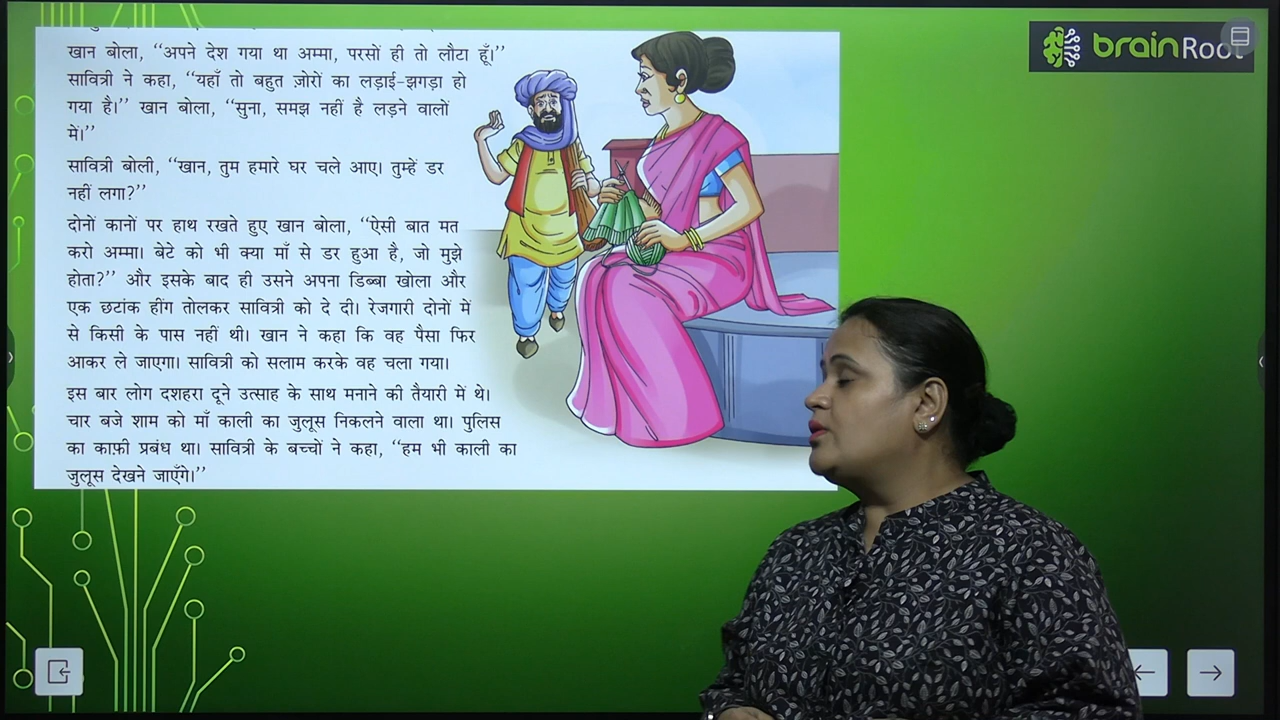 खान बोला, ‘‘अपने देश गया था अम्मा, परसों ही तो लौटा हूँ।’’
सावित्री ने कहा, ‘‘यहाँ तो बहुत ज़ोरों का लड़ाई-झगड़ा हो
गया है।’’ खान बोला, ‘‘सुना, समझ नहीं है लड़ने वालों
में।’’
सावित्री बोली, ‘‘खान, तुम हमारे घर चले आए। तुम्हें डर
नहीं लगा?’’
दोनों कानों पर हाथ रखते हुए खान बोला, ‘‘ऐसी बात मत
करो अम्मा। बेटे को भी क्या माँ से डर हुआ है, जो मुझे
होता?’’ और इसके बाद ही उसने अपना डिब्बा खोला और
एक छटांक हींग तोलकर सावित्री को दे दी। रेजगारी दोनों में
से किसी के पास नहीं थी। खान ने कहा कि वह पैसा फिर
आकर ले जाएगा। सावित्री को सलाम करके वह चला गया।
इस बार लोग दशहरा दूने उत्साह के साथ मनाने की तैयारी में थे।
चार बजे शाम को माँ काली का जुलूस निकलने वाला था। पुलिस
का काफ़ी प्रबंध था। सावित्री के बच्चों ने कहा, ‘‘हम भी काली का
जुलूस देखने जाएँगे।’’
brainRoot